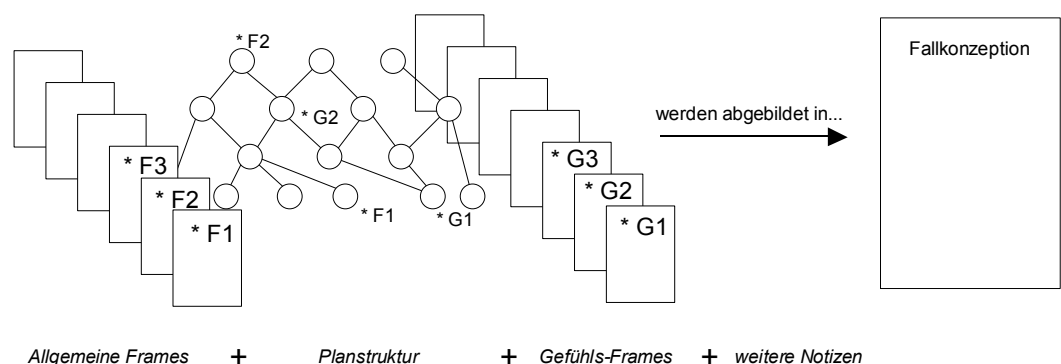 * F2
Fallkonzeption
werden abgebildet in...
* G2
* F3
* G3
* F2
* G2
* F1
* G1
* F1
* G1
Allgemeine Frames + Planstruktur + Gefühls-Frames + weitere Notizen